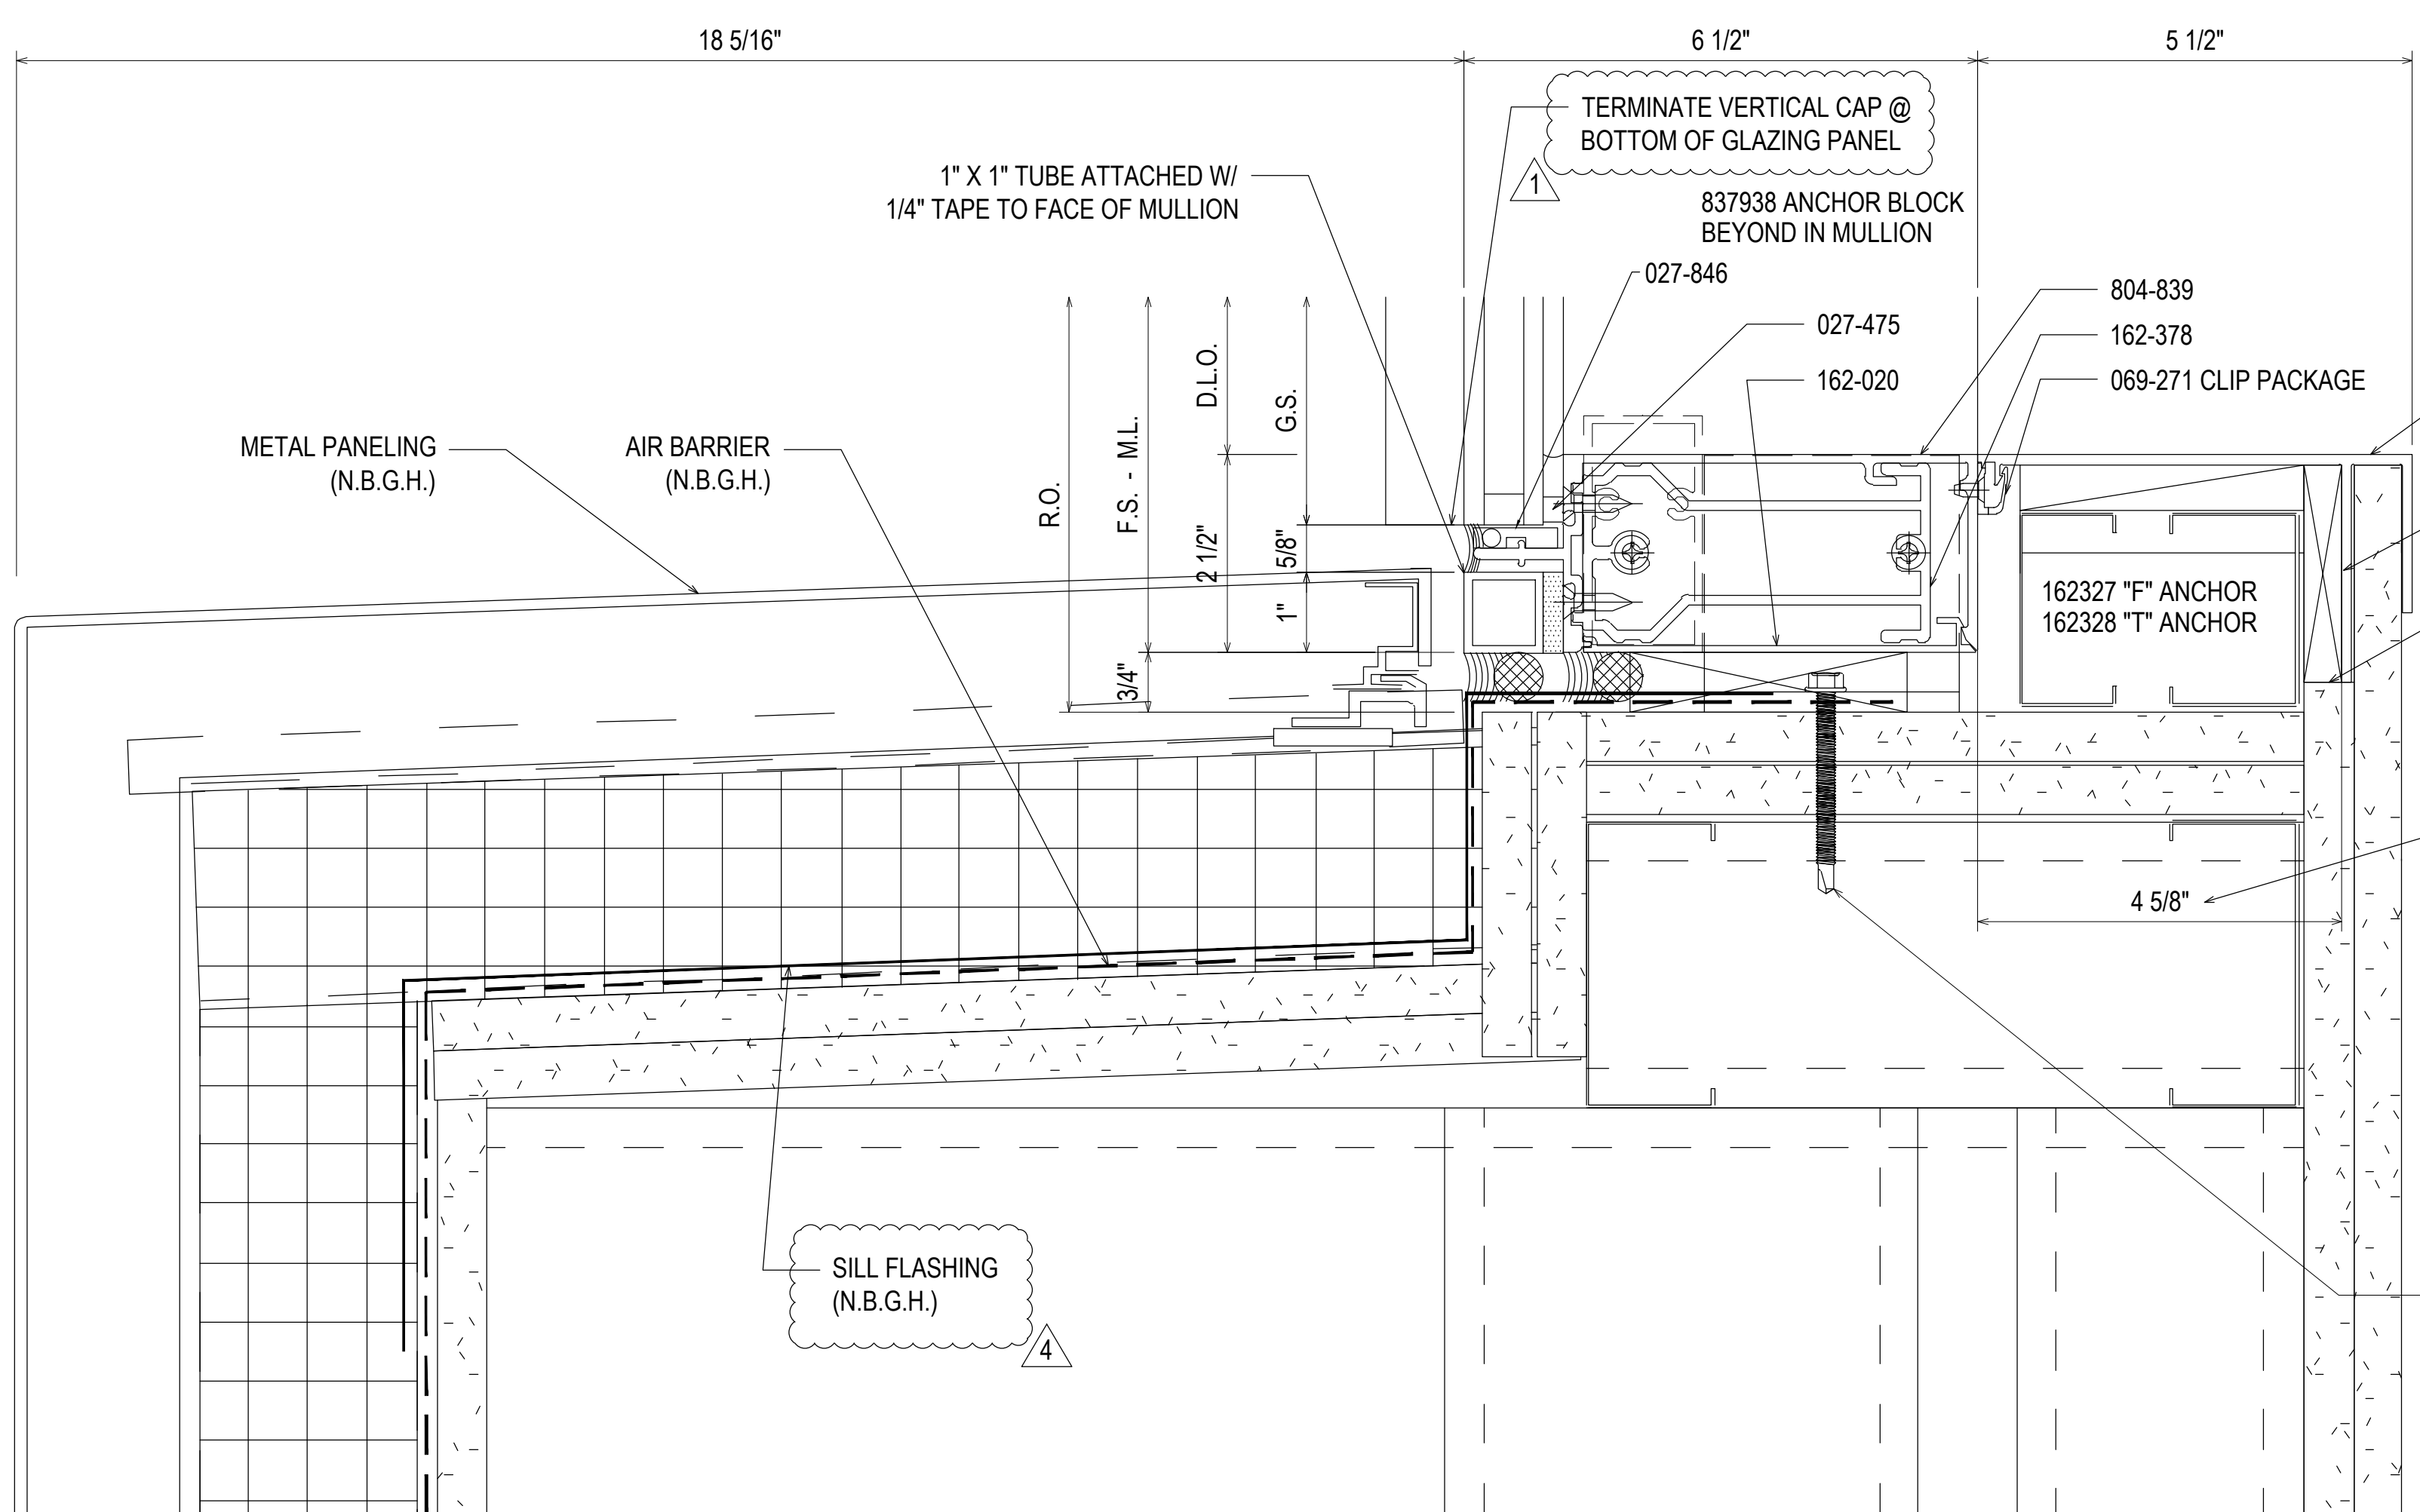 18 5/16"
6 1/2"
5 1/2"
TERMINATE VERTICAL CAP @
BOTTOM OF GLAZING PANEL
1
1" X 1" TUBE ATTACHED W/
1/4" TAPE TO FACE OF MULLION
837938 ANCHOR BLOCK
BEYOND IN MULLION
027-846
027-475
162-020
804-839
162-378
069-271 CLIP PACKAGE
METAL PANELING
(N.B.G.H.)
AIR BARRIER
(N.B.G.H.)
R.O.
F.S. - M.L.
D.L.O.
G.S.
2 1/2"
5/8"
1"
3/4"
162327 "F" ANCHOR
162328 "T" ANCHOR
4 5/8"
SILL FLASHING
(N.B.G.H.)
4